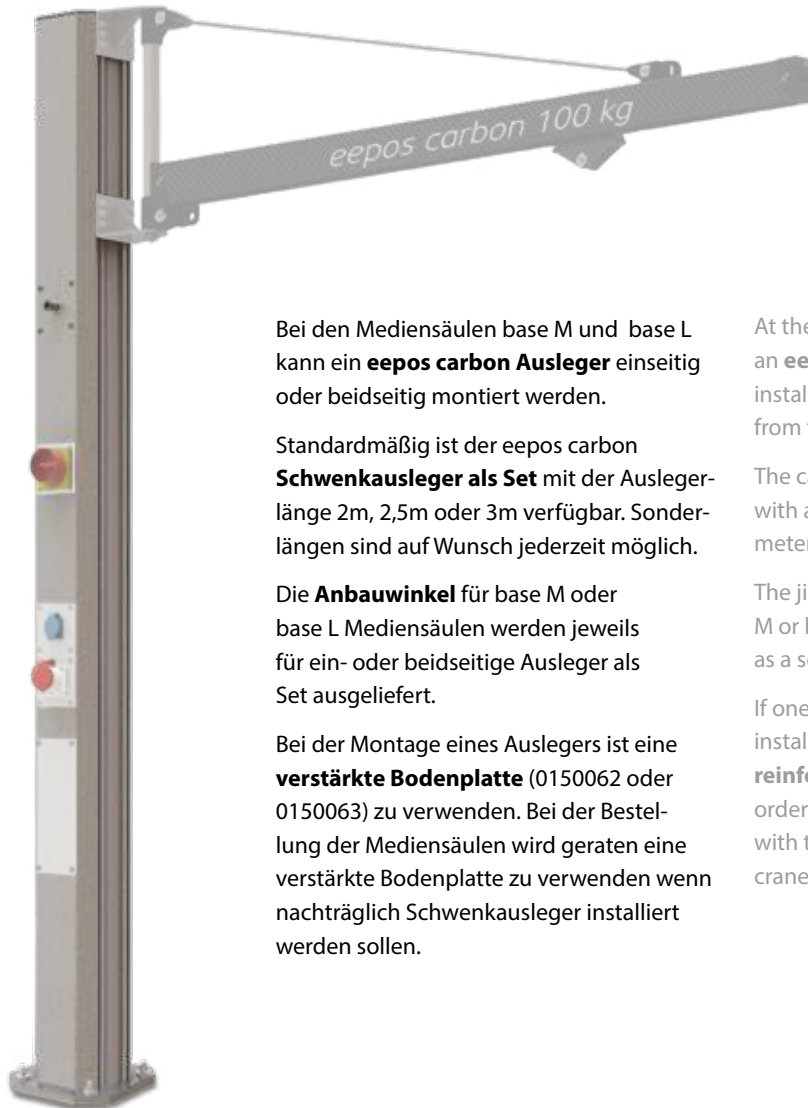 eepos carbon 100 kg
Bei den Mediensäulen base M und base L
kann ein eepos carbon Ausleger einseitig
oder beidseitig montiert werden.
Standardmäßig ist der eepos carbon
Schwenkausleger als Set mit der Ausleger-
länge 2m, 2,5m oder 3m verfügbar. Sonder-
längen sind auf Wunsch jederzeit möglich.
Die Anbauwinkel für base M oder
base L Mediensäulen werden jeweils
für ein- oder beidseitige Ausleger als
Set ausgeliefert.
Bei der Montage eines Auslegers ist eine
verstärkte Bodenplatte (0150062 oder
0150063) zu verwenden. Bei der Bestel-
lung der Mediensäulen wird geraten eine
verstärkte Bodenplatte zu verwenden wenn
nachträglich Schwenkausleger installiert
werden sollen.
At the
an
instal
from
The
with
meter
The
M or
as a
If one
instal
order
with
crane